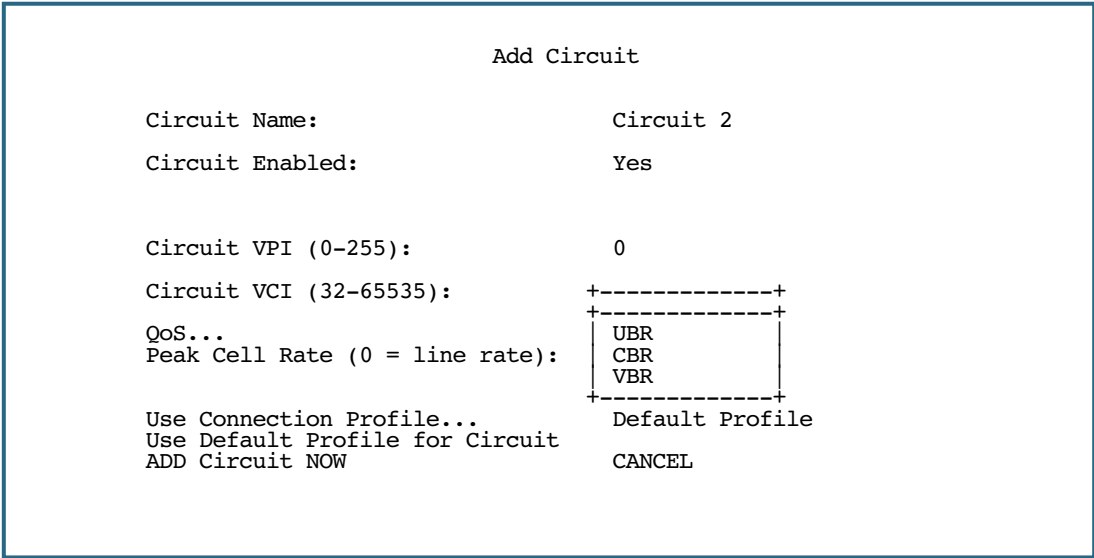 Add Circuit
Circuit Name: Circuit 2
Circuit Enabled: Yes
Circuit VPI (0-255): 0
Circuit VCI (32-65535): +-------------+
+-------------+
QoS... | UBR |
Peak Cell Rate (0 = line rate): | CBR |
| VBR |
+-------------+
Use Connection Profile... Default Profile
Use Default Profile for Circuit
ADD Circuit NOW CANCEL